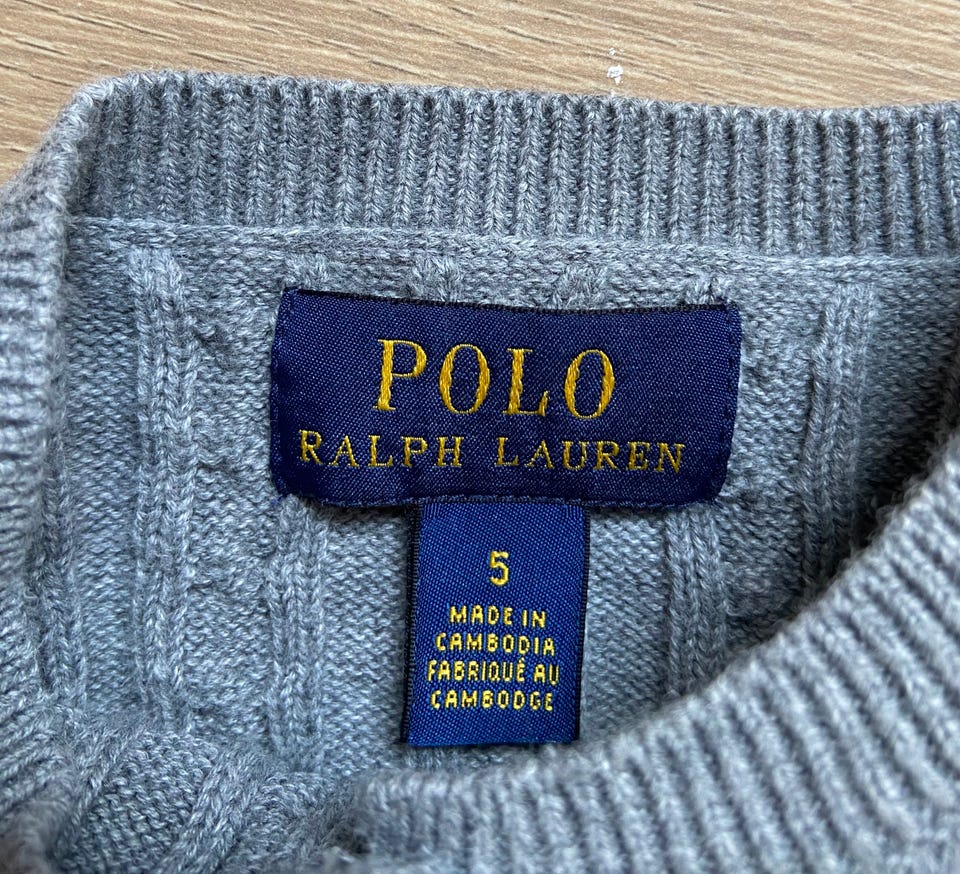 POLO
RALPH LAUREN
5
MADE IN
CAMBODIA
FABRIQUÉ AU
CAMBODGE